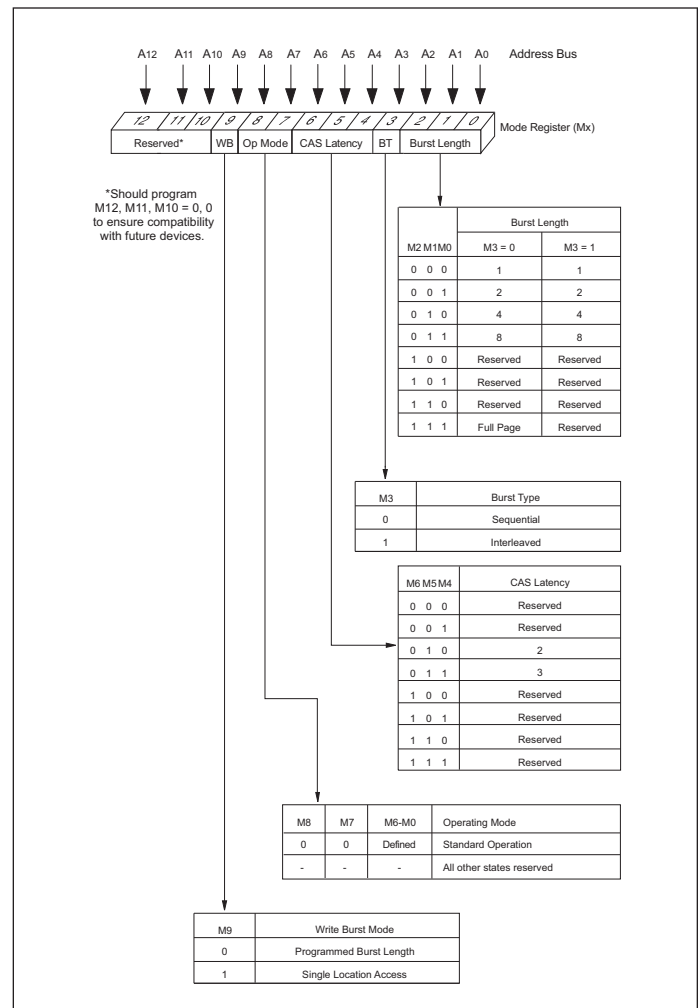 A12 A11 A10 A9 A8 A7 A6 A5 A4 A3 A2 A1 A0 Address Bus
12 11 10 9 8 7 6 5 4 3 2 1 0
Mode Register (Mx)
Reserved* WB Op Mode CAS Latency BT Burst Length
*Should program
M12, M11, M10 = 0, 0
to ensure compatibility
with future devices.
Burst Length
M2 M1 M0 M3 = 0 M3 = 1
0 0 0 1 1
0 0 1 2 2
0 1 0 4 4
0 1 1 8 8
1 0 0 Reserved Reserved
1 0 1 Reserved Reserved
1 1 0 Reserved Reserved
1 1 1 Full Page Reserved
M3 Burst Type
0 Sequential
1 Interleaved
M6 M5 M4 CAS Latency
0 0 0 Reserved
0 0 1 Reserved
0 1 0 2
0 1 1 3
1 0 0 Reserved
1 0 1 Reserved
1 1 0 Reserved
1 1 1 Reserved
M8 M7 M6-M0 Operating Mode
0 0 Defined Standard Operation
- - - All other states reserved
M9 Write Burst Mode
0 Programmed Burst Length
1 Single Location Access